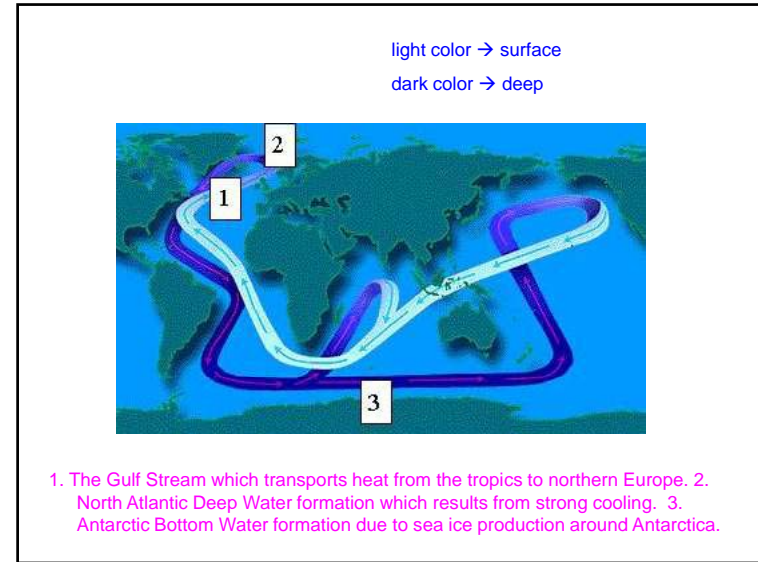 light color → surface
dark color → deep
2
1
3
1. The Gulf Stream which transports heat from the tropics to northern Europe. 2.
North Atlantic Deep Water formation which results from strong cooling. 3.
Antarctic Bottom Water formation due to sea ice production around Antarctica.